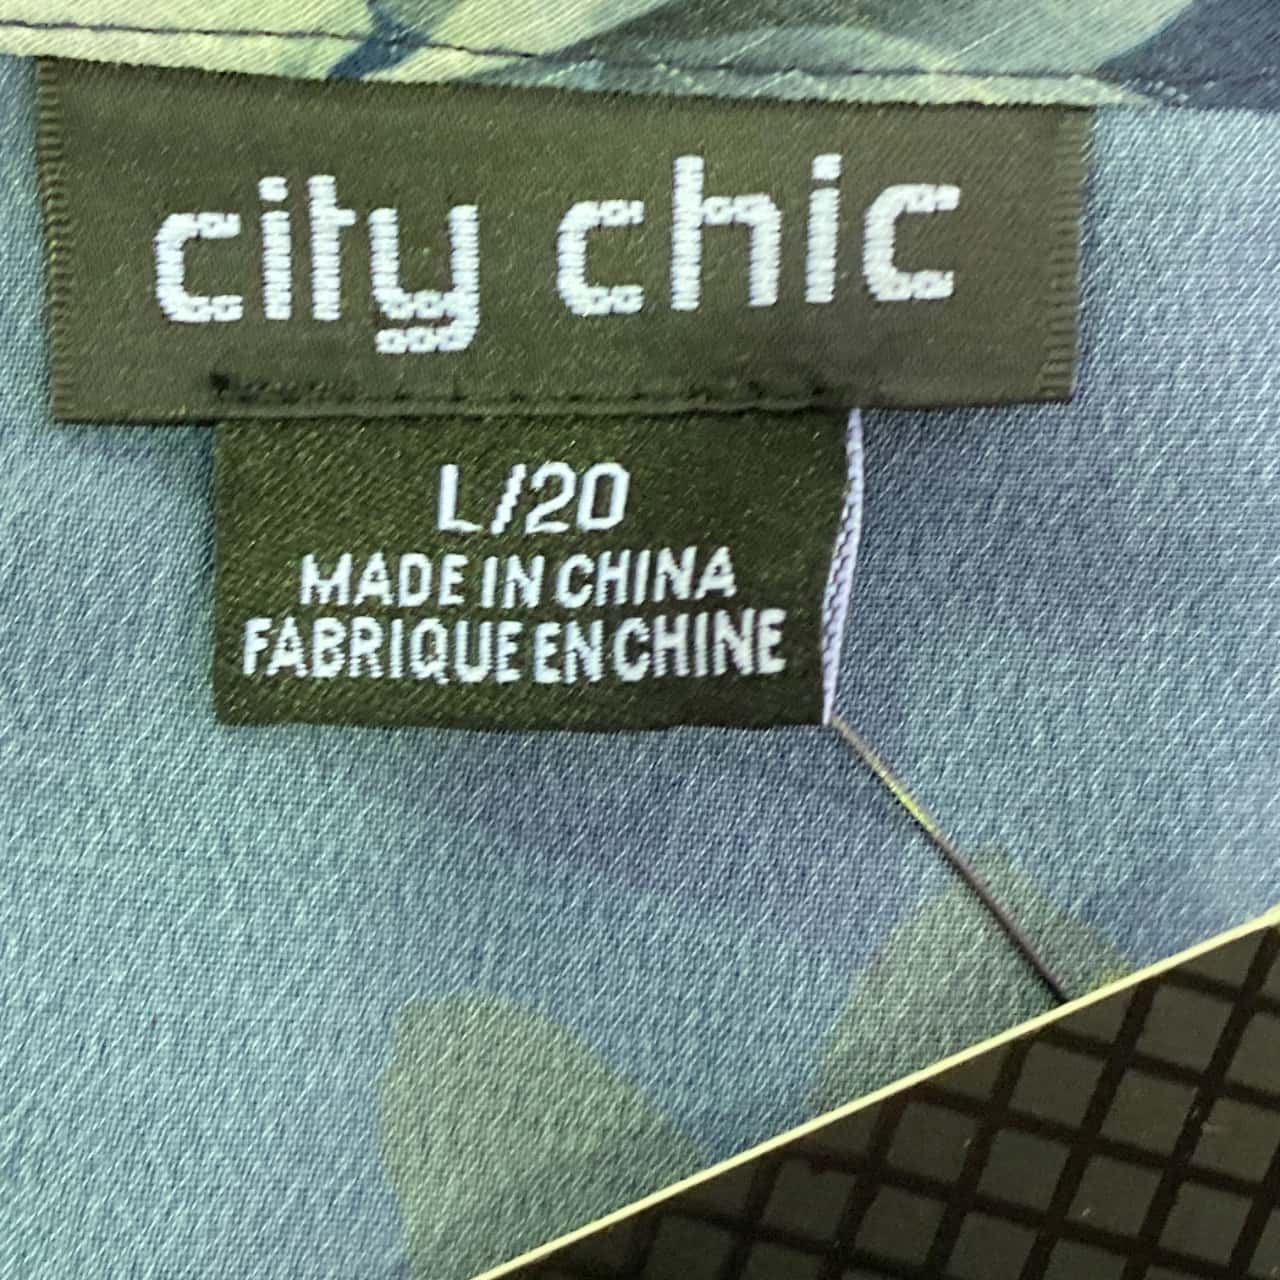 city chic
L/20
MADE IN CHINA
FABRIQUE EN CHINE